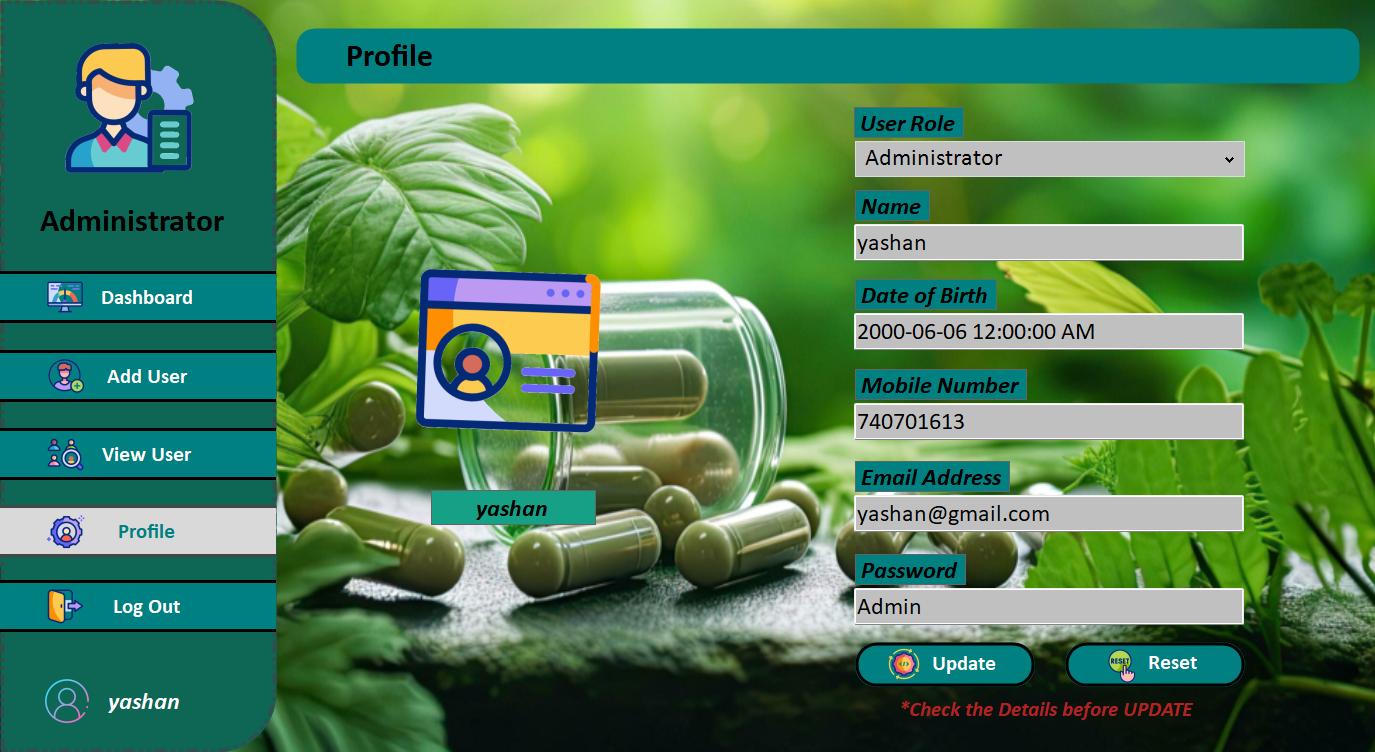 Administrator
Dashboard
Add User
View User
Profile
Log Out
yashan
Profile
yashan
User Role
Administrator
Name
yashan
Date of Birth
2000-06-06 12:00:00 AM
Mobile Number
740701613
Email Address
yashan@gmail.com
Password
Admin
Update
RESET
Reset
*Check the Details before UPDATE